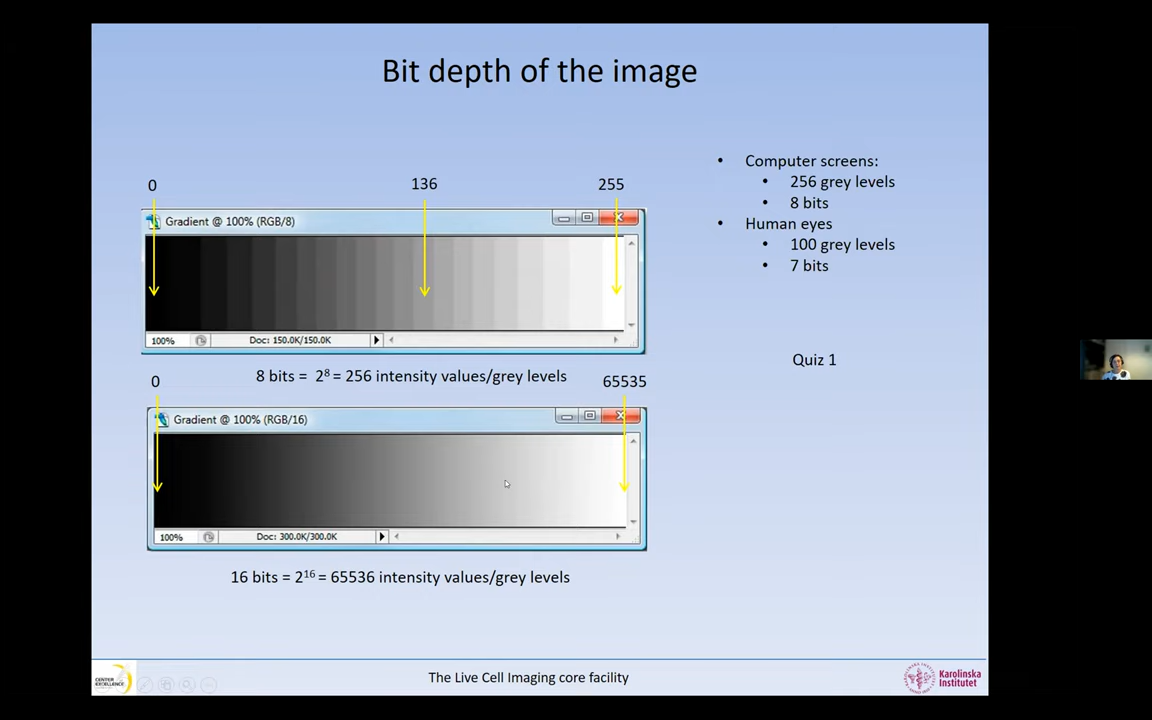 Bit depth of the image
0 136 255
Gradient @ 100% (RGB/8)
100% Doc: 150.0K/150.0K
8 bits = 2⁸ = 256 intensity values/grey levels
0 65535
Gradient @ 100% (RGB/16)
100% Doc: 300.0K/300.0K
16 bits = 2¹⁶ = 65536 intensity values/grey levels
• Computer screens:
• 256 grey levels
• 8 bits
• Human eyes
• 100 grey levels
• 7 bits
Quiz 1
The Live Cell Imaging core facility
Karolinska
Institutet